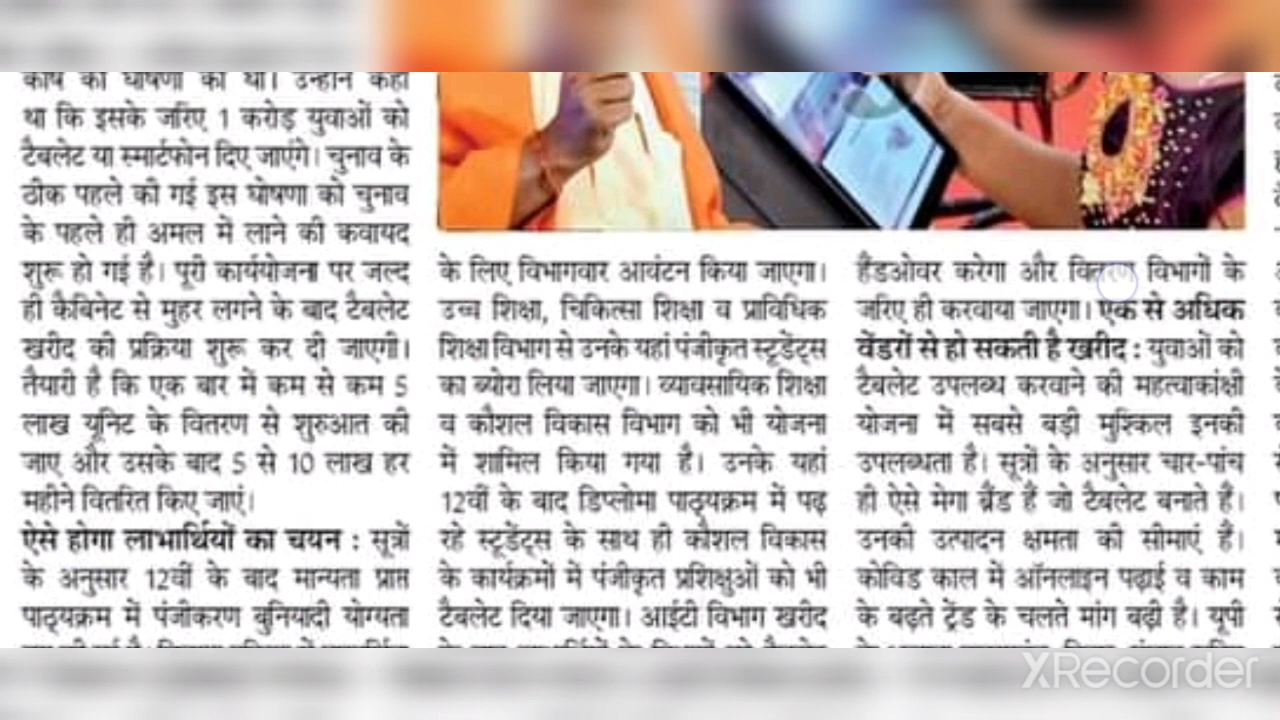 कोष की घोषणा की थी। उन्होंने कहा
था कि इसके जरिए 1 करोड़ युवाओं को
टैबलेट या स्मार्टफोन दिए जाएंगे। चुनाव के
ठीक पहले की गई इस घोषणा को चुनाव
के पहले ही अमल में लाने की कवायद
शुरू हो गई है। पूरी कार्ययोजना पर जल्द
ही कैबिनेट से मुहर लगने के बाद टैबलेट
खरीद की प्रक्रिया शुरू कर दी जाएगी।
तैयारी है कि एक बार में कम से कम 5
लाख यूनिट के वितरण से शुरुआत की
जाए और उसके बाद 5 से 10 लाख हर
महीने वितरित किए जाएं।
ऐसे होगा लाभार्थियों का चयन : सूत्रों
के अनुसार 12वीं के बाद मान्यता प्राप्त
पाठ्यक्रम में पंजीकरण बुनियादी योग्यता
के लिए विभागवार आवंटन किया जाएगा।
उच्च शिक्षा, चिकित्सा शिक्षा व प्राविधिक
शिक्षा विभाग से उनके यहां पंजीकृत स्टूडेंट्स
का ब्योरा लिया जाएगा। व्यावसायिक शिक्षा
व कौशल विकास विभाग को भी योजना
में शामिल किया गया है। उनके यहां
12वीं के बाद डिप्लोमा पाठ्यक्रम में पढ़
रहे स्टूडेंट्स के साथ ही कौशल विकास
के कार्यक्रमों में पंजीकृत प्रशिक्षुओं को भी
टैबलेट दिया जाएगा। आईटी विभाग खरीद
हैंडओवर करेगा और वितरण विभागों के
जरिए ही करवाया जाएगा। एक से अधिक
वेंडरों से हो सकती है खरीद : युवाओं को
टैबलेट उपलब्ध करवाने की महत्वाकांक्षी
योजना में सबसे बड़ी मुश्किल इनकी
उपलब्धता है। सूत्रों के अनुसार चार-पांच
ही ऐसे मेगा ब्रैंड हैं जो टैबलेट बनाते हैं।
उनकी उत्पादन क्षमता की सीमाएं हैं।
कोविड काल में ऑनलाइन पढ़ाई व काम
के बढ़ते ट्रेंड के चलते मांग बढ़ी है। यूपी
XRecorder